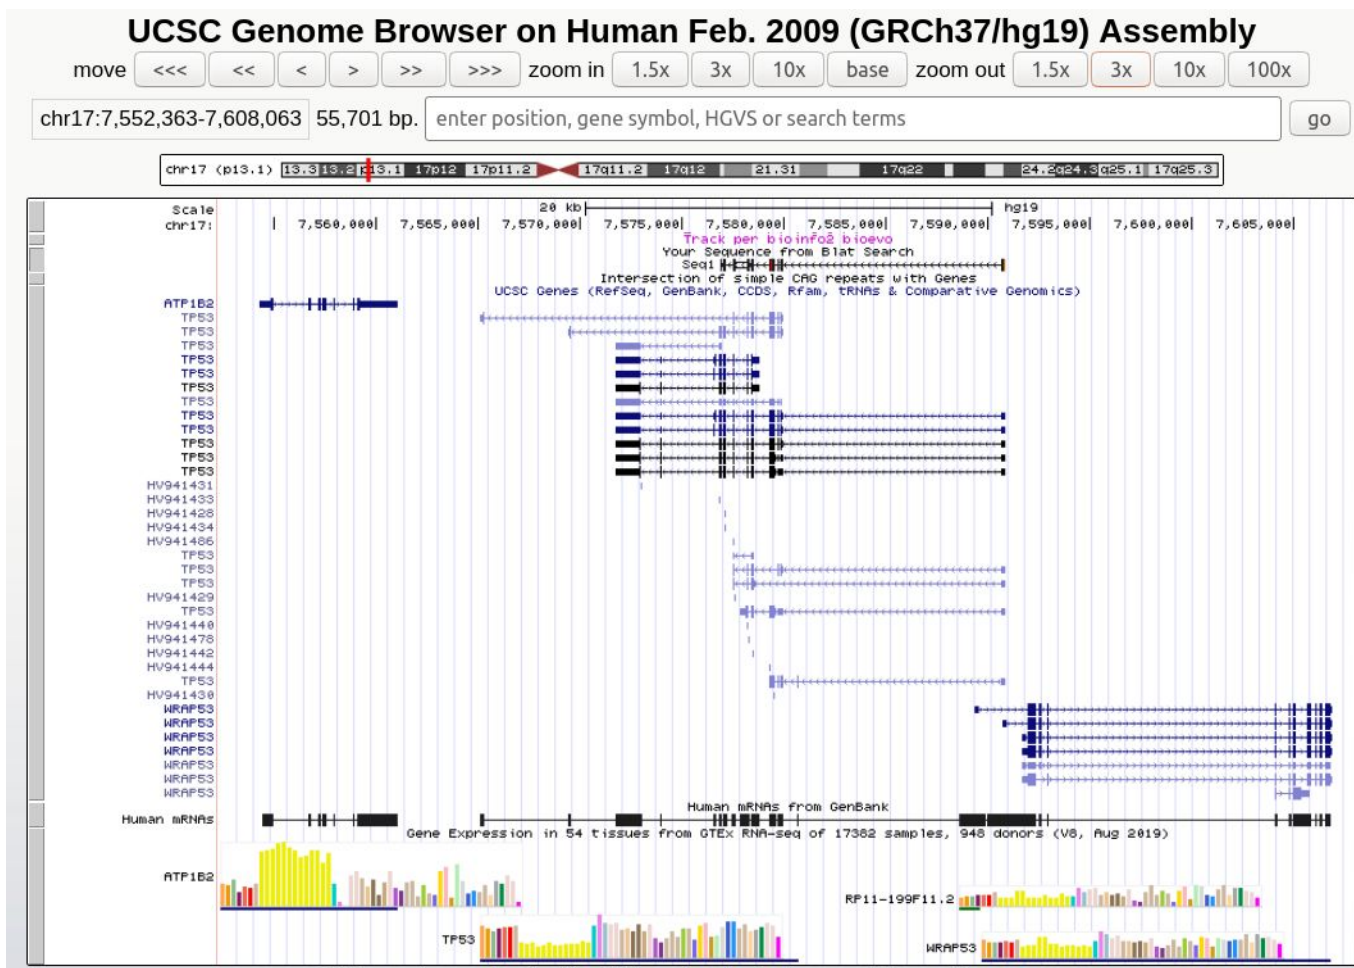 UCSC Genome Browser on Human Feb. 2009 (GRCh37/hg19) Assembly
move <<< << < > >> >>> zoom in 1.5x 3x 10x base zoom out 1.5x 3x 10x 100x
chr17:7,552,363-7,608,063 55,701 bp. enter position, gene symbol, HGVS or search terms go
chr17 (p13.1) 13.3 13.2 p13.1 17p12 17p11.2 17q11.2 17q12 21.31 17q22 24.2 q24.3 q25.1 17q25.3
Scale 20 kb hg19
chr17: 7,560,000 7,565,000 7,570,000 7,575,000 7,580,000 7,585,000 7,590,000 7,595,000 7,600,000 7,605,000
Track per bioinfo2 bioevo
Your Sequence from Blat Search
Seq1
Intersection of simple CAG repeats with Genes
UCSC Genes (RefSeq, GenBank, CCDS, Rfam, tRNAs & Comparative Genomics)
ATP1B2
TP53
TP53
TP53
TP53
TP53
TP53
TP53
TP53
TP53
TP53
TP53
TP53
HV941431
HV941433
HV941428
HV941434
HV941486
TP53
TP53
TP53
HV941429
TP53
HV941440
HV941478
HV941442
HV941444
TP53
HV941430
WRAP53
WRAP53
WRAP53
WRAP53
WRAP53
WRAP53
WRAP53
Human mRNAs from GenBank
Human mRNAs
Gene Expression in 54 tissues from GTEx RNA-seq of 17382 samples, 948 donors (V8, Aug 2019)
ATP1B2
RP11-199F11.2
TP53
WRAP53